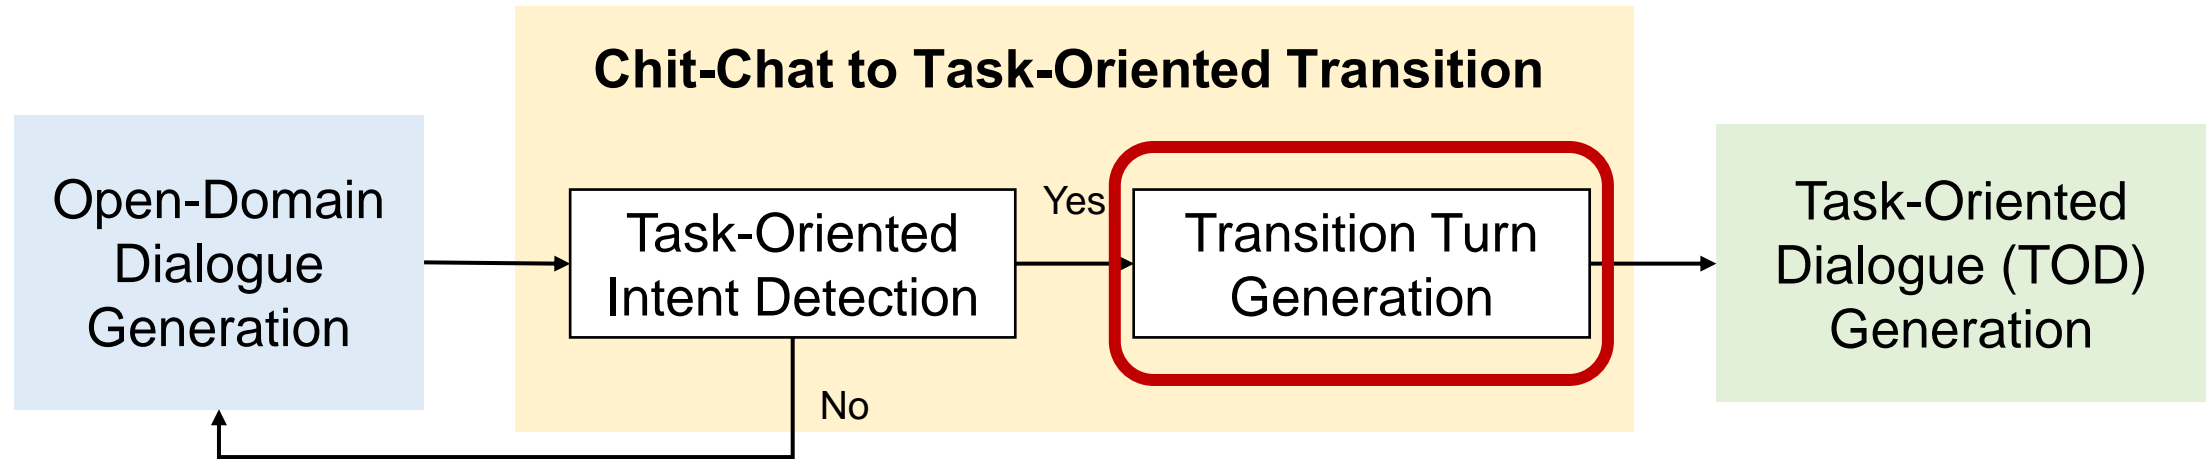 Chit-Chat to Task-Oriented Transition
Open-Domain
Dialogue
Generation
Task-Oriented
Intent Detection
Yes
No
Transition Turn
Generation
Task-Oriented
Dialogue (TOD)
Generation